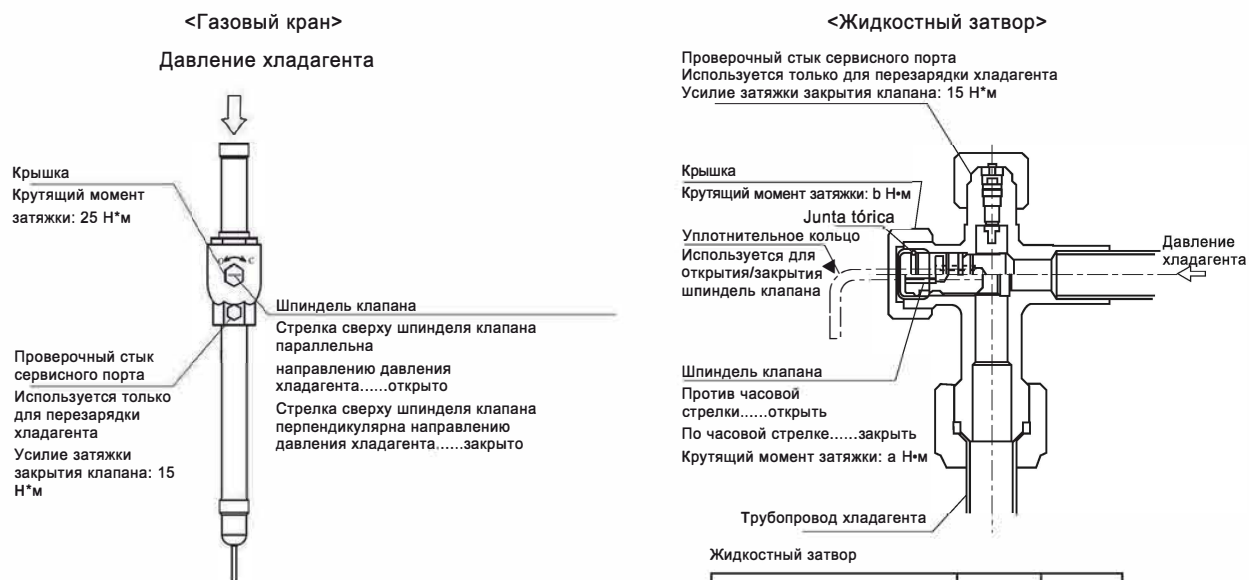 <Газовый кран>
Давление хладагента
Крышка
Крутящий момент
затяжки: 25 Н*м
O C
Шпиндель клапана
Стрелка сверху шпинделя клапана
параллельна
направлению давления
хладагента......открыто
Стрелка сверху шпинделя клапана
перпендикулярна направлению
давления хладагента......закрыто
Проверочный стык
сервисного порта
Используется только
для перезарядки
хладагента
Усилие затяжки
закрытия клапана: 15
Н*м
<Жидкостный затвор>
Проверочный стык сервисного порта
Используется только для перезарядки хладагента
Усилие затяжки закрытия клапана: 15 Н*м
Крышка
Крутящий момент затяжки: b Н•м
Junta tórica
Уплотнительное кольцо
Используется для
открытия/закрытия
шпиндель клапана
Давление
хладагента
Шпиндель клапана
Против часовой
стрелки......открыть
По часовой стрелке......закрыть
Крутящий момент затяжки: a Н•м
Трубопровод хладагента
Жидкостный затвор